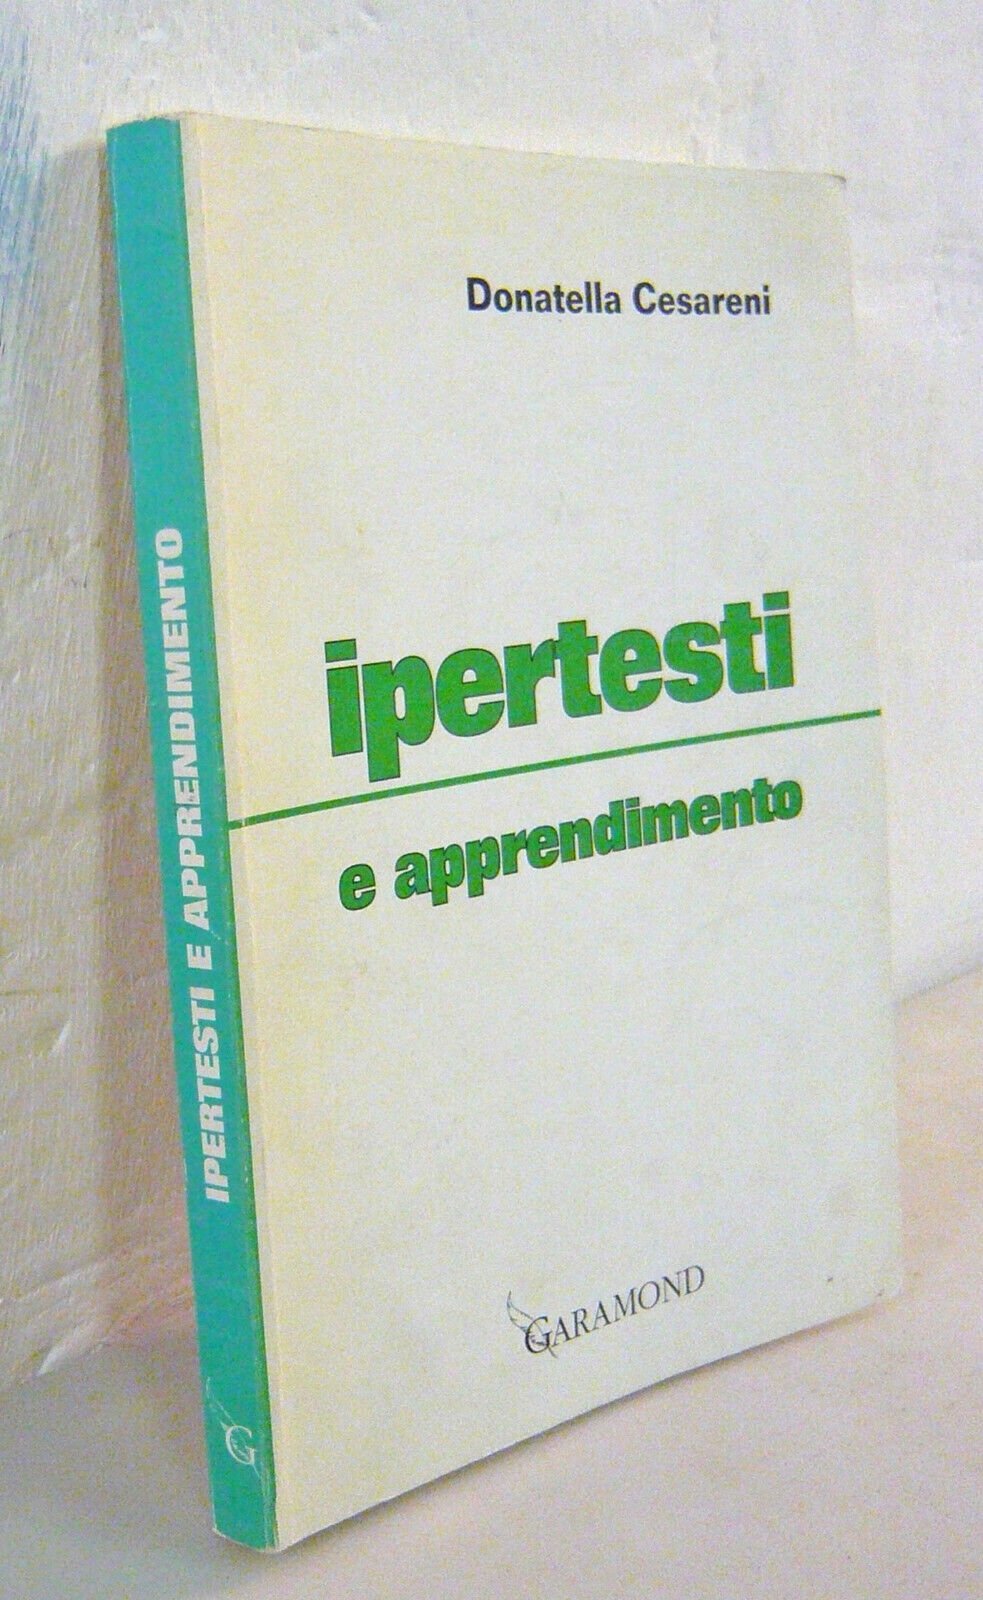 Donatella Cesareni
ipertesti
e apprendimento
GARAMOND
IPERTESTI E APPRENDIMENTO
G